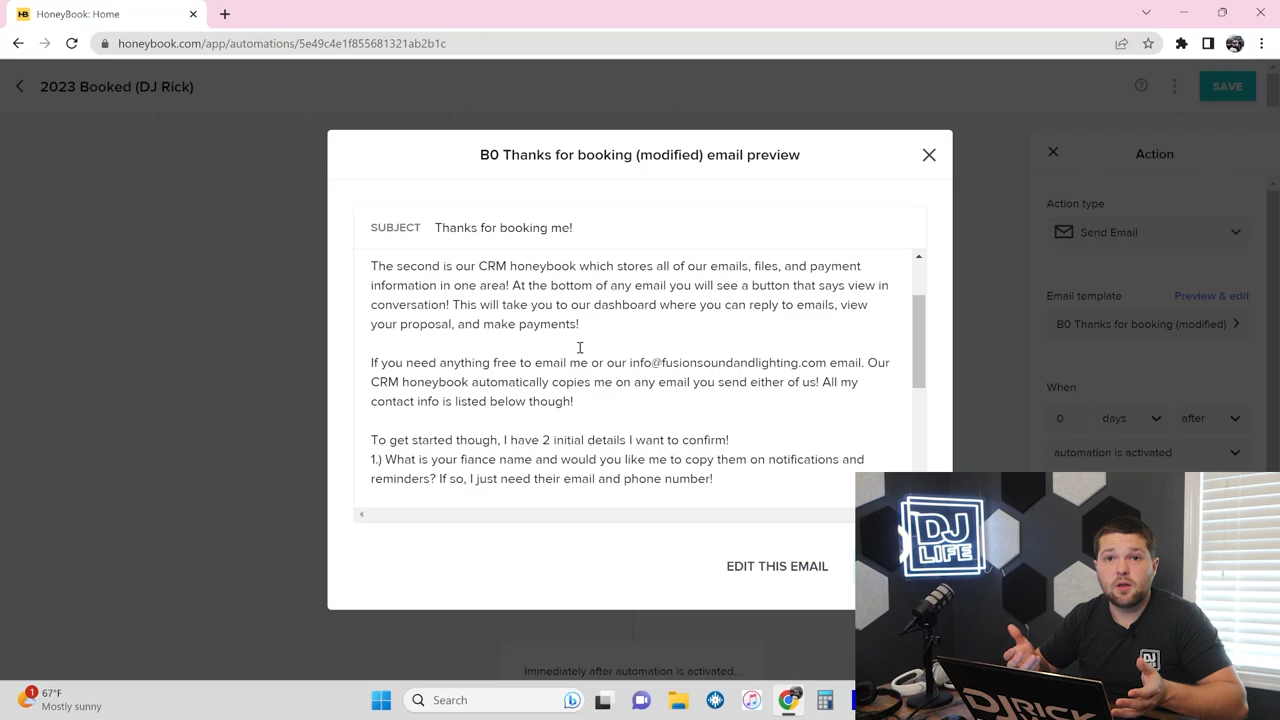 HB HoneyBook: Home
honeybook.com/app/automations/5e49c4e1f855681321ab2b1c
2023 Booked (DJ Rick)
SAVE
B0 Thanks for booking (modified) email preview
Action
Action type
Send Email
SUBJECT Thanks for booking me!
The second is our CRM honeybook which stores all of our emails, files, and payment
information in one area! At the bottom of any email you will see a button that says view in
conversation! This will take you to our dashboard where you can reply to emails, view
your proposal, and make payments!
Email template Preview & edit
B0 Thanks for booking (modified)
If you need anything free to email me or our info@fusionsoundandlighting.com email. Our
CRM honeybook automatically copies me on any email you send either of us! All my
contact info is listed below though!
When
0 days after
automation is activated
To get started though, I have 2 initial details I want to confirm!
1.) What is your fiance name and would you like me to copy them on notifications and
reminders? If so, I just need their email and phone number!
EDIT THIS EMAIL
DJ
LIFE
Immediately after automation is activated...
DJ
DJ RICK
1
67°F
Mostly sunny
Search